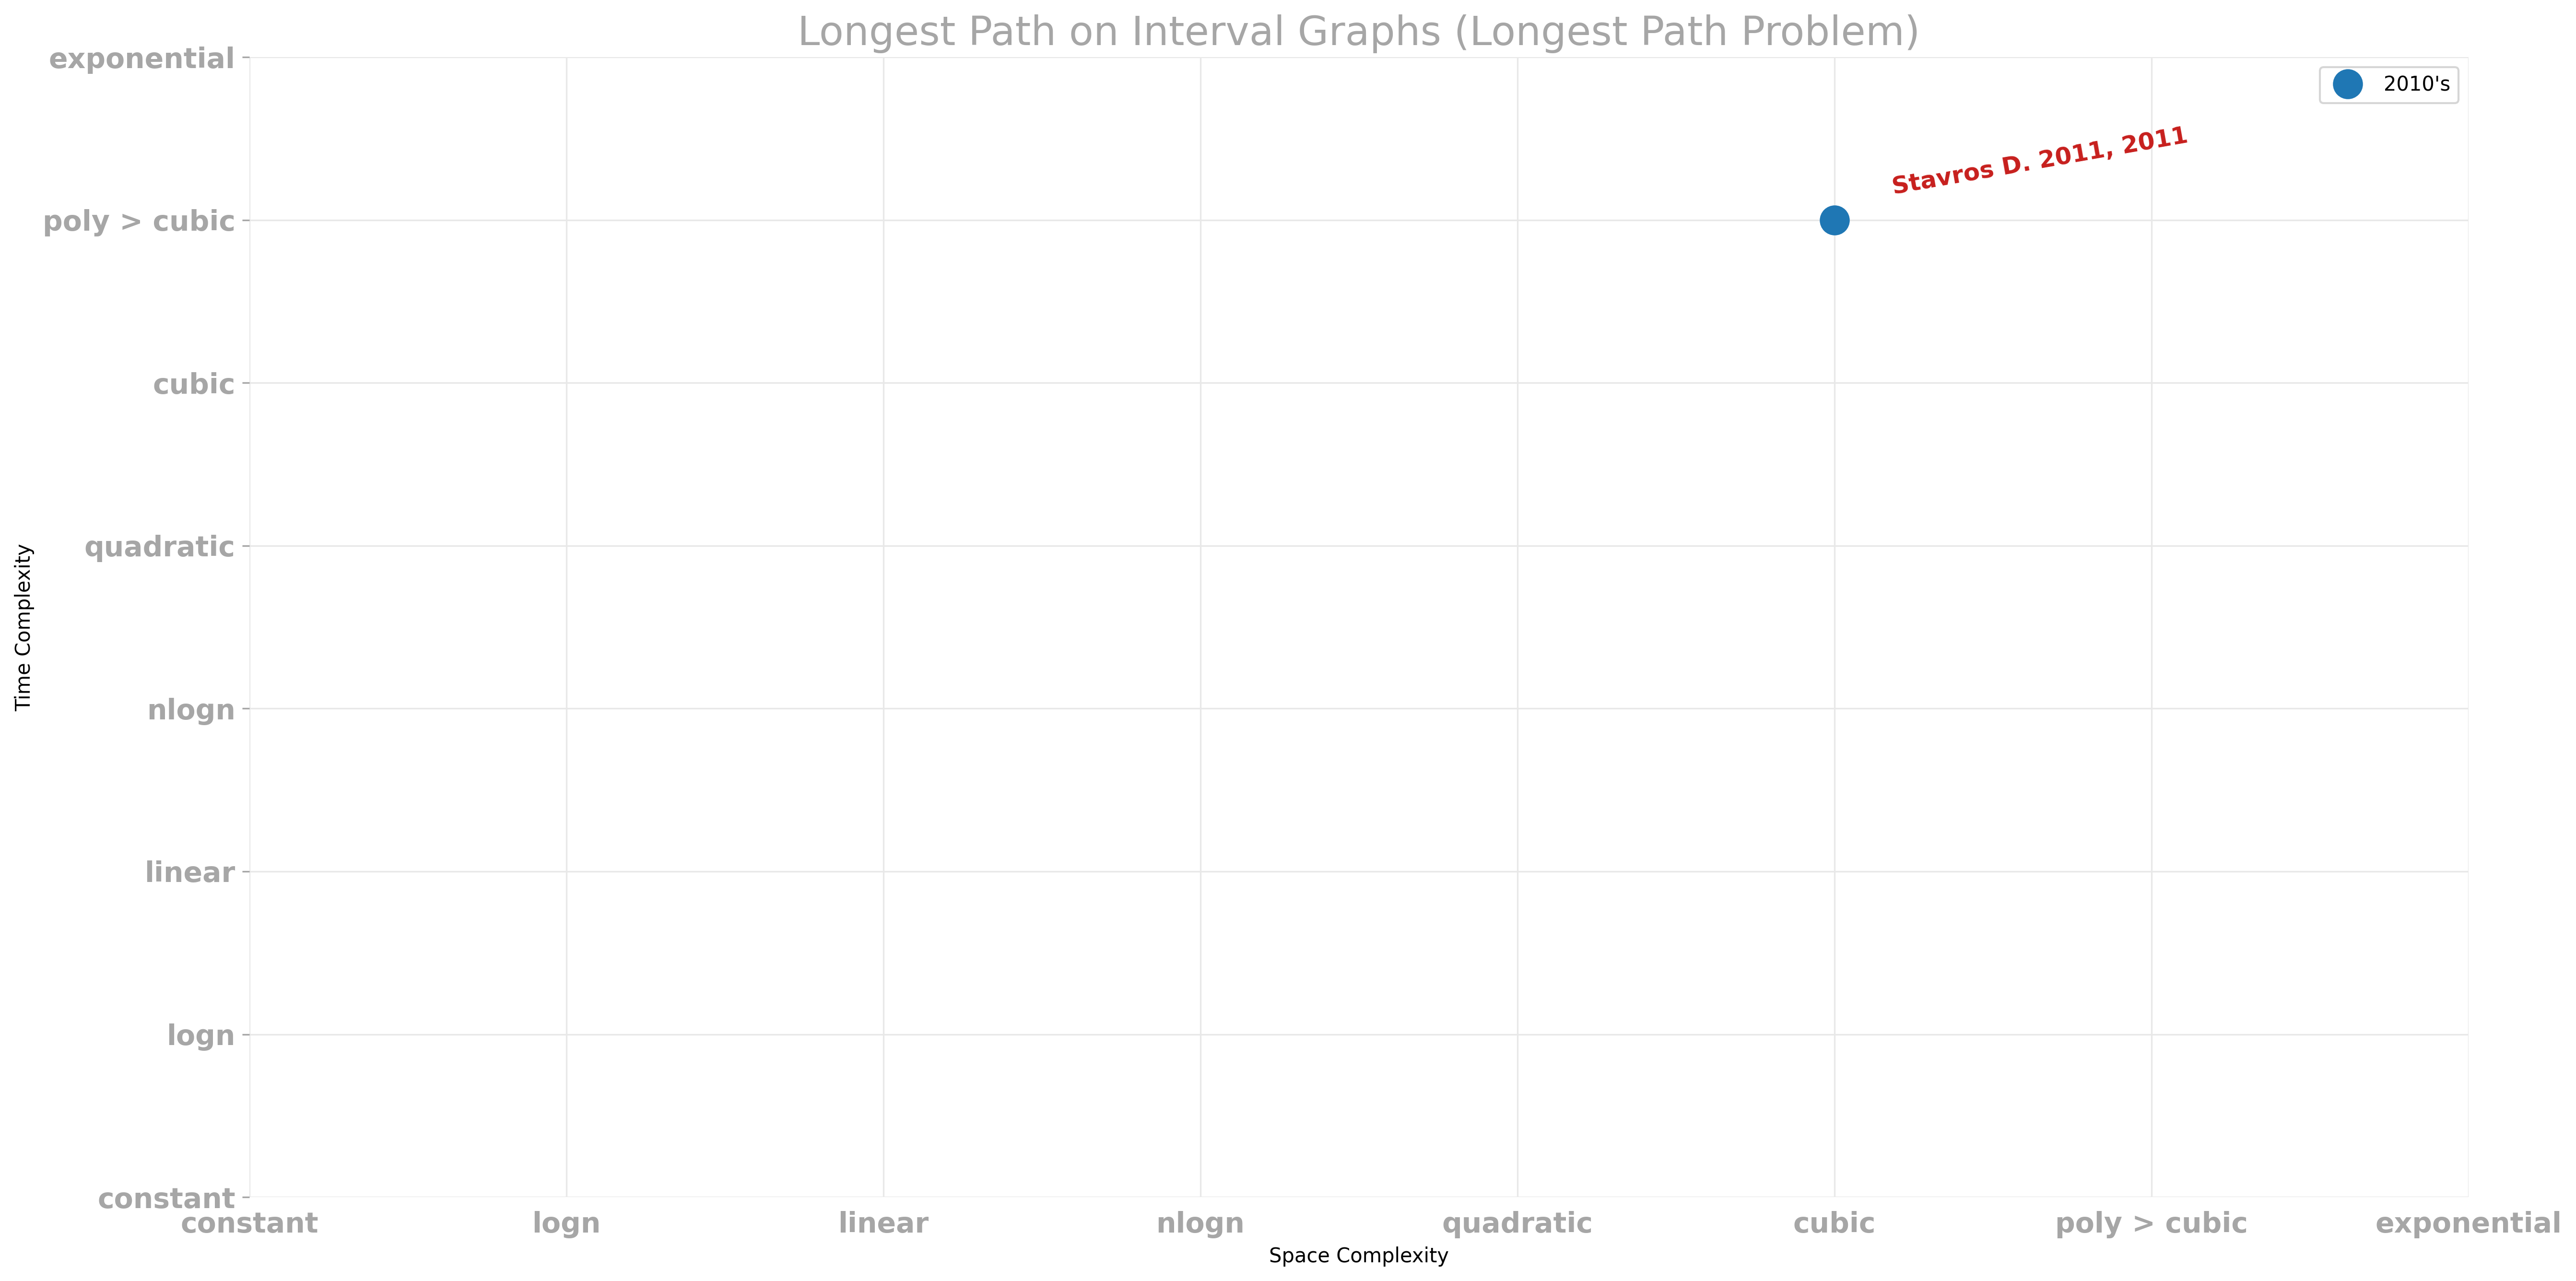 Longest Path on Interval Graphs (Longest Path Problem)
2010's
Stavros D. 2011, 2011
Time Complexity
exponential
poly > cubic
cubic
quadratic
nlogn
linear
logn
constant
constant logn linear nlogn quadratic cubic poly > cubic exponential
Space Complexity